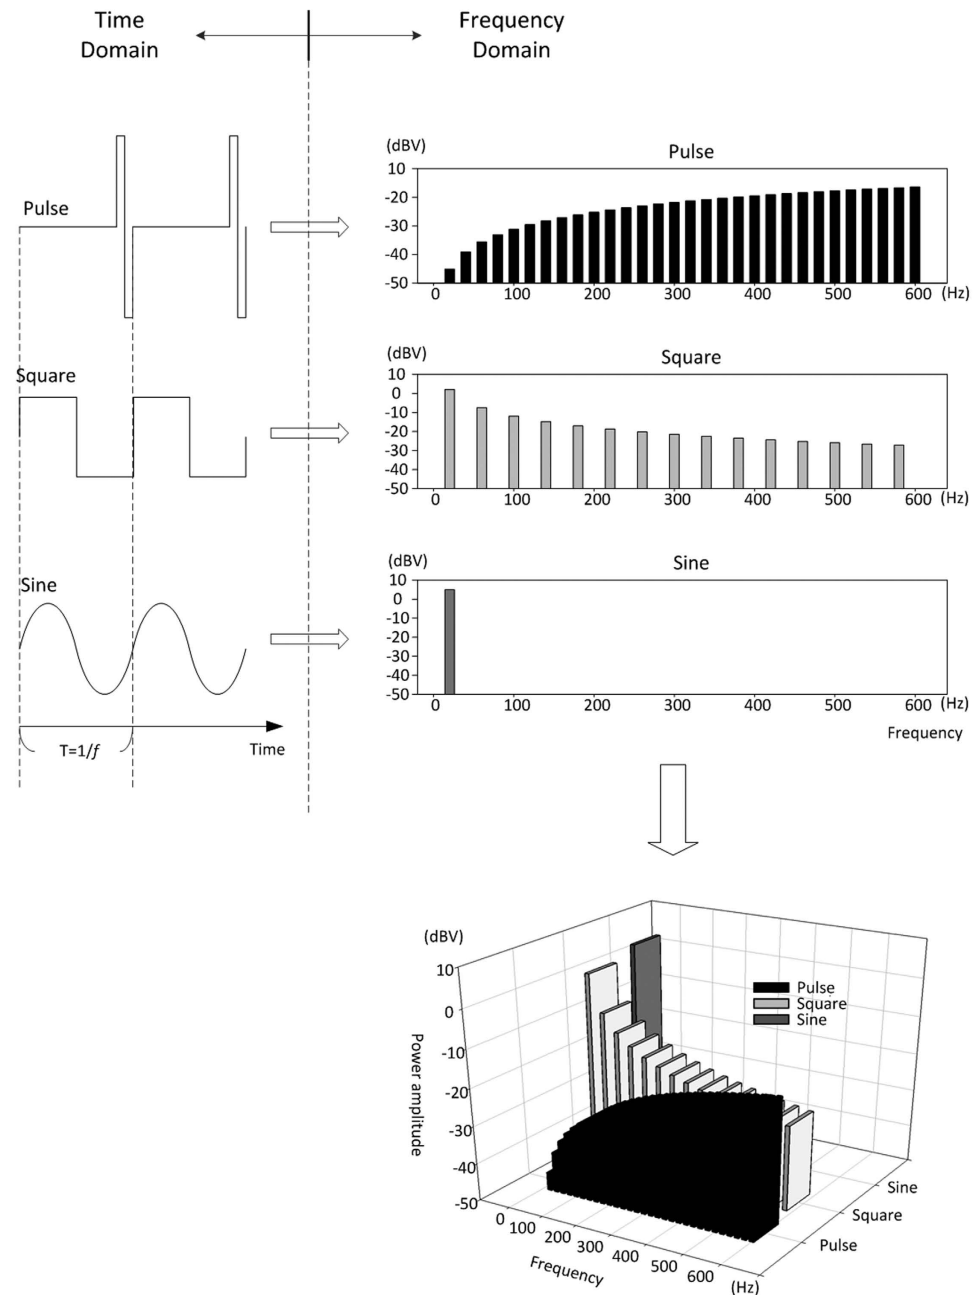 Time
Domain
Frequency
Domain
Pulse
(dBV)
Pulse
10
-20
-30
-40
-50
0 100 200 300 400 500 600 (Hz)
Square
(dBV)
Square
10
0
-10
-20
-30
-40
-50
0 100 200 300 400 500 600 (Hz)
Sine
(dBV)
Sine
10
0
-10
-20
-30
-40
-50
0 100 200 300 400 500 600 (Hz)
Frequency
T=1/f
Time
(dBV)
10
0
-10
-20
-30
-40
-50
Power amplitude
Pulse
Square
Sine
0 100 200 300 400 500 600 (Hz)
Frequency
Sine
Square
Pulse